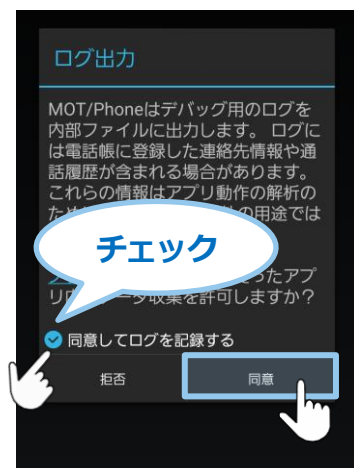 ログ出力
MOT/Phoneはデバッグ用のログを
内部ファイルに出力します。 ログに
は電話帳に登録した連絡先情報や通
話履歴が含まれる場合があります。
これらの情報はアプリ動作の解析の
の用途では
チェック
たアプ
タ収集を許可しますか？
同意してログを記録する
拒否
同意